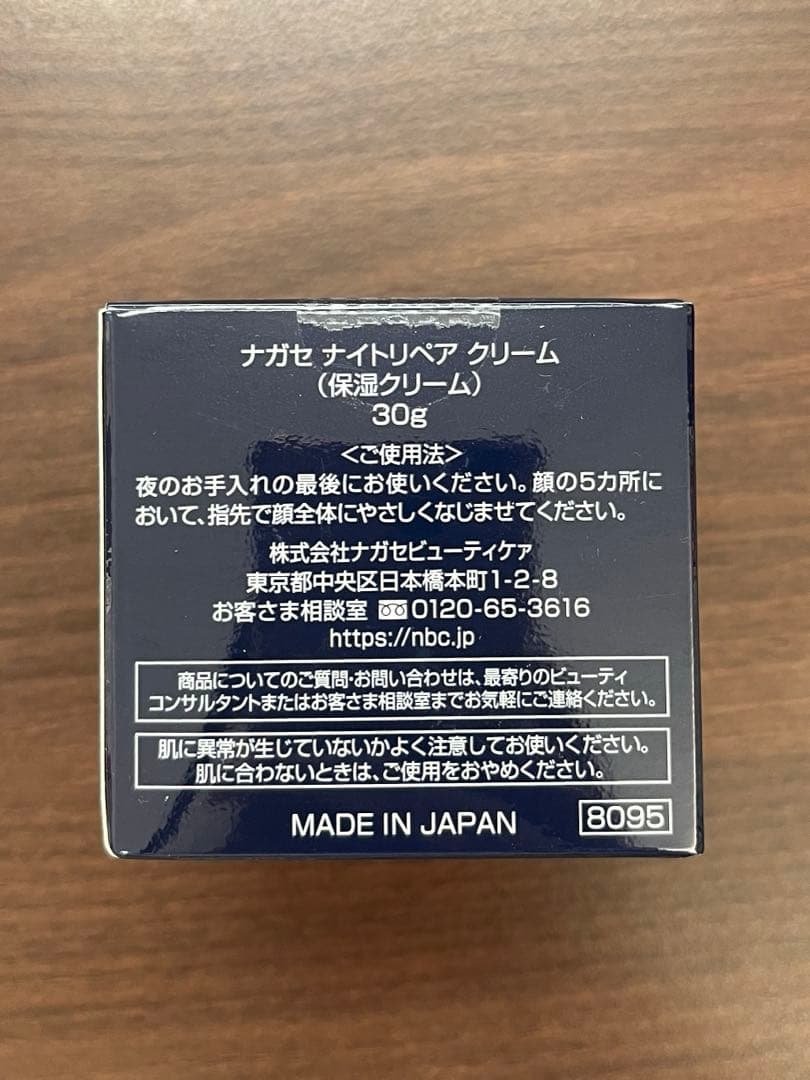 ナガセ ナイトリペア クリーム
（保湿クリーム）
30g
＜ご使用法＞
夜のお手入れの最後にお使いください。顔の5カ所に
おいて、指先で顔全体にやさしくなじませてください。
株式会社ナガセビューティケァ
東京都中央区日本橋本町1-2-8
お客さま相談室 0120-65-3616
https://nbc.jp
商品についてのご質問・お問い合わせは、最寄りのビューティ
コンサルタントまたはお客さま相談室までお気軽にご連絡ください。
肌に異常が生じていないかよく注意してお使いください。
肌に合わないときは、ご使用をおやめください。
MADE IN JAPAN
8095